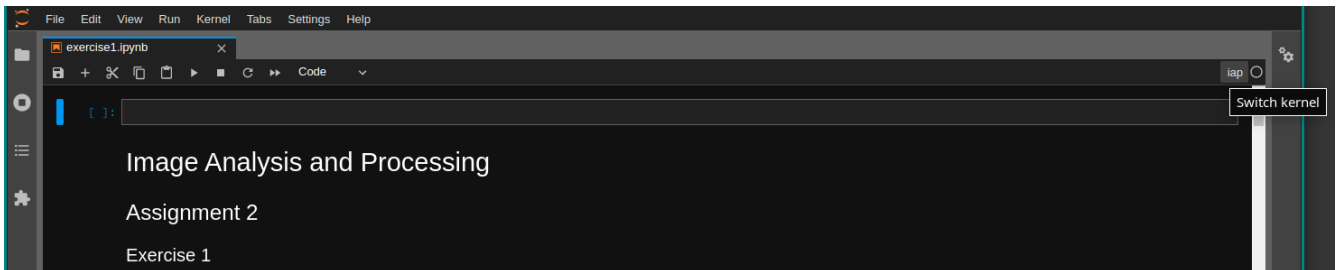 File Edit View Run Kernel Tabs Settings Help
exercise1.ipynb
Code
iap
Switch kernel
[ ]:
Image Analysis and Processing
Assignment 2
Exercise 1